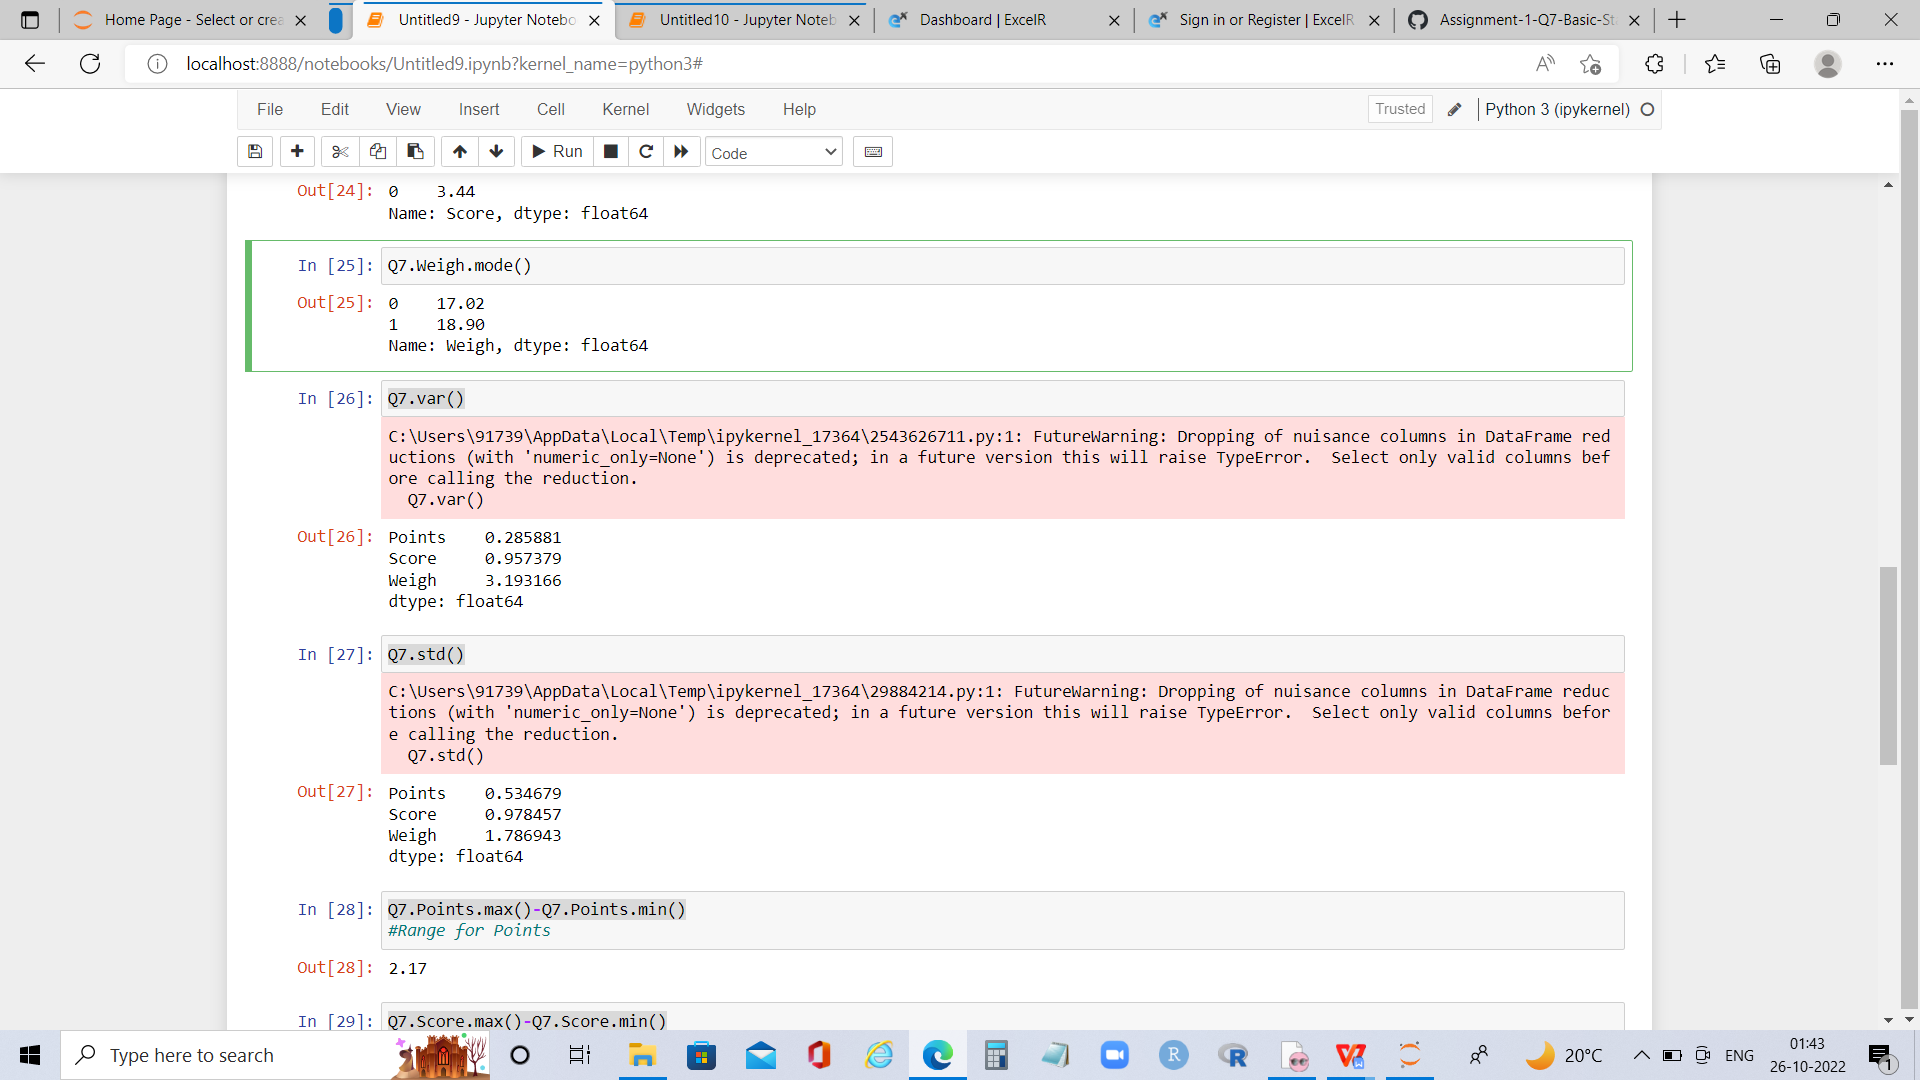 Home Page - Select or crea
Untitled9 - Jupyter Notebo
Untitled10 - Jupyter Noteb
Dashboard | ExcelR
Sign in or Register | ExcelR
Assignment-1-Q7-Basic-Sta
localhost:8888/notebooks/Untitled9.ipynb?kernel_name=python3#
File Edit View Insert Cell Kernel Widgets Help
Trusted Python 3 (ipykernel)
Run Code
Out[24]: 0    3.44
Name: Score, dtype: float64
In [25]: Q7.Weigh.mode()
Out[25]: 0    17.02
1    18.90
Name: Weigh, dtype: float64
In [26]: Q7.var()
C:\Users\91739\AppData\Local\Temp\ipykernel_17364\2543626711.py:1: FutureWarning: Dropping of nuisance columns in DataFrame red
uctions (with 'numeric_only=None') is deprecated; in a future version this will raise TypeError.  Select only valid columns bef
ore calling the reduction.
  Q7.var()
Out[26]: Points    0.285881
Score     0.957379
Weigh     3.193166
dtype: float64
In [27]: Q7.std()
C:\Users\91739\AppData\Local\Temp\ipykernel_17364\29884214.py:1: FutureWarning: Dropping of nuisance columns in DataFrame reduc
tions (with 'numeric_only=None') is deprecated; in a future version this will raise TypeError.  Select only valid columns befor
e calling the reduction.
  Q7.std()
Out[27]: Points    0.534679
Score     0.978457
Weigh     1.786943
dtype: float64
In [28]: Q7.Points.max()-Q7.Points.min()
#Range for Points
Out[28]: 2.17
In [29]: Q7.Score.max()-Q7.Score.min()
Type here to search
20°C
ENG
01:43
26-10-2022
1